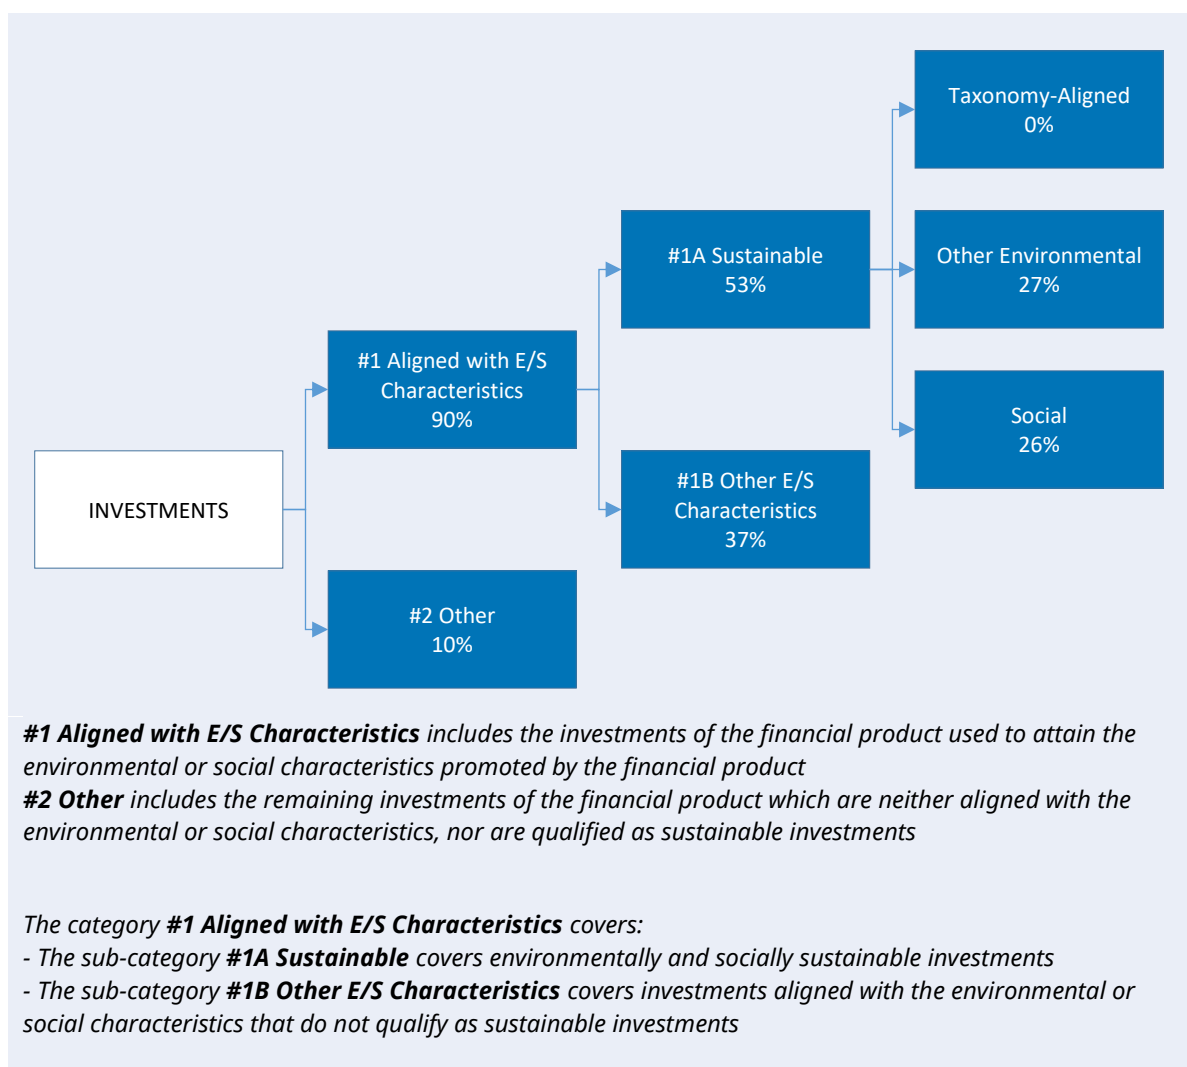 Taxonomy-Aligned
0%
#1A Sustainable
53%
Other Environmental
27%
#1 Aligned with E/S
Characteristics
90%
Social
26%
INVESTMENTS
#1B Other E/S
Characteristics
37%
#2 Other
10%
#1 Aligned with E/S Characteristics includes the investments of the financial product used to attain the
environmental or social characteristics promoted by the financial product
#2 Other includes the remaining investments of the financial product which are neither aligned with the
environmental or social characteristics, nor are qualified as sustainable investments
The category #1 Aligned with E/S Characteristics covers:
- The sub-category #1A Sustainable covers environmentally and socially sustainable investments
- The sub-category #1B Other E/S Characteristics covers investments aligned with the environmental or
social characteristics that do not qualify as sustainable investments